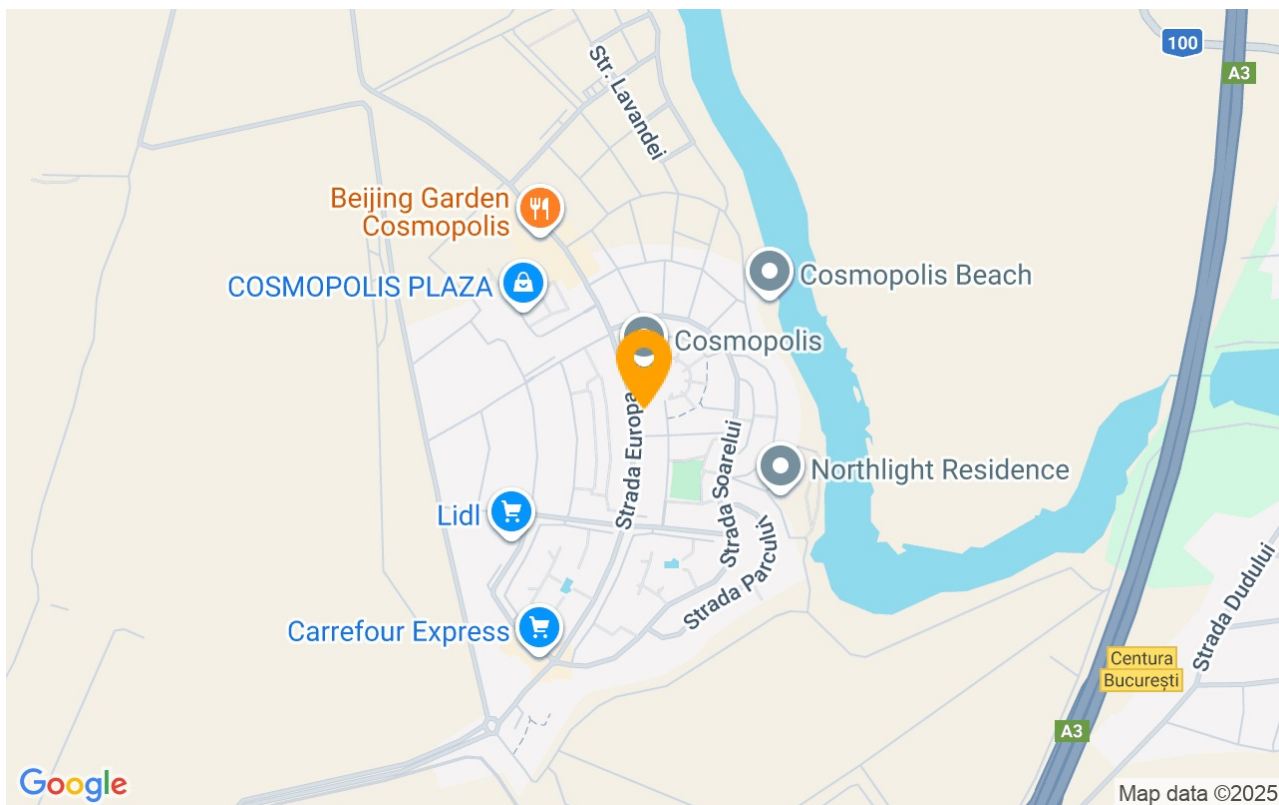 100
A3
Str. Lavandei
Beijing Garden
Cosmopolis
COSMOPOLIS PLAZA
Cosmopolis Beach
Cosmopolis
Strada Europa
Northlight Residence
Strada Soarelui
Lidl
Strada Parcului
Carrefour Express
Strada Dudului
Centura
București
A3
Google
Map data ©2025